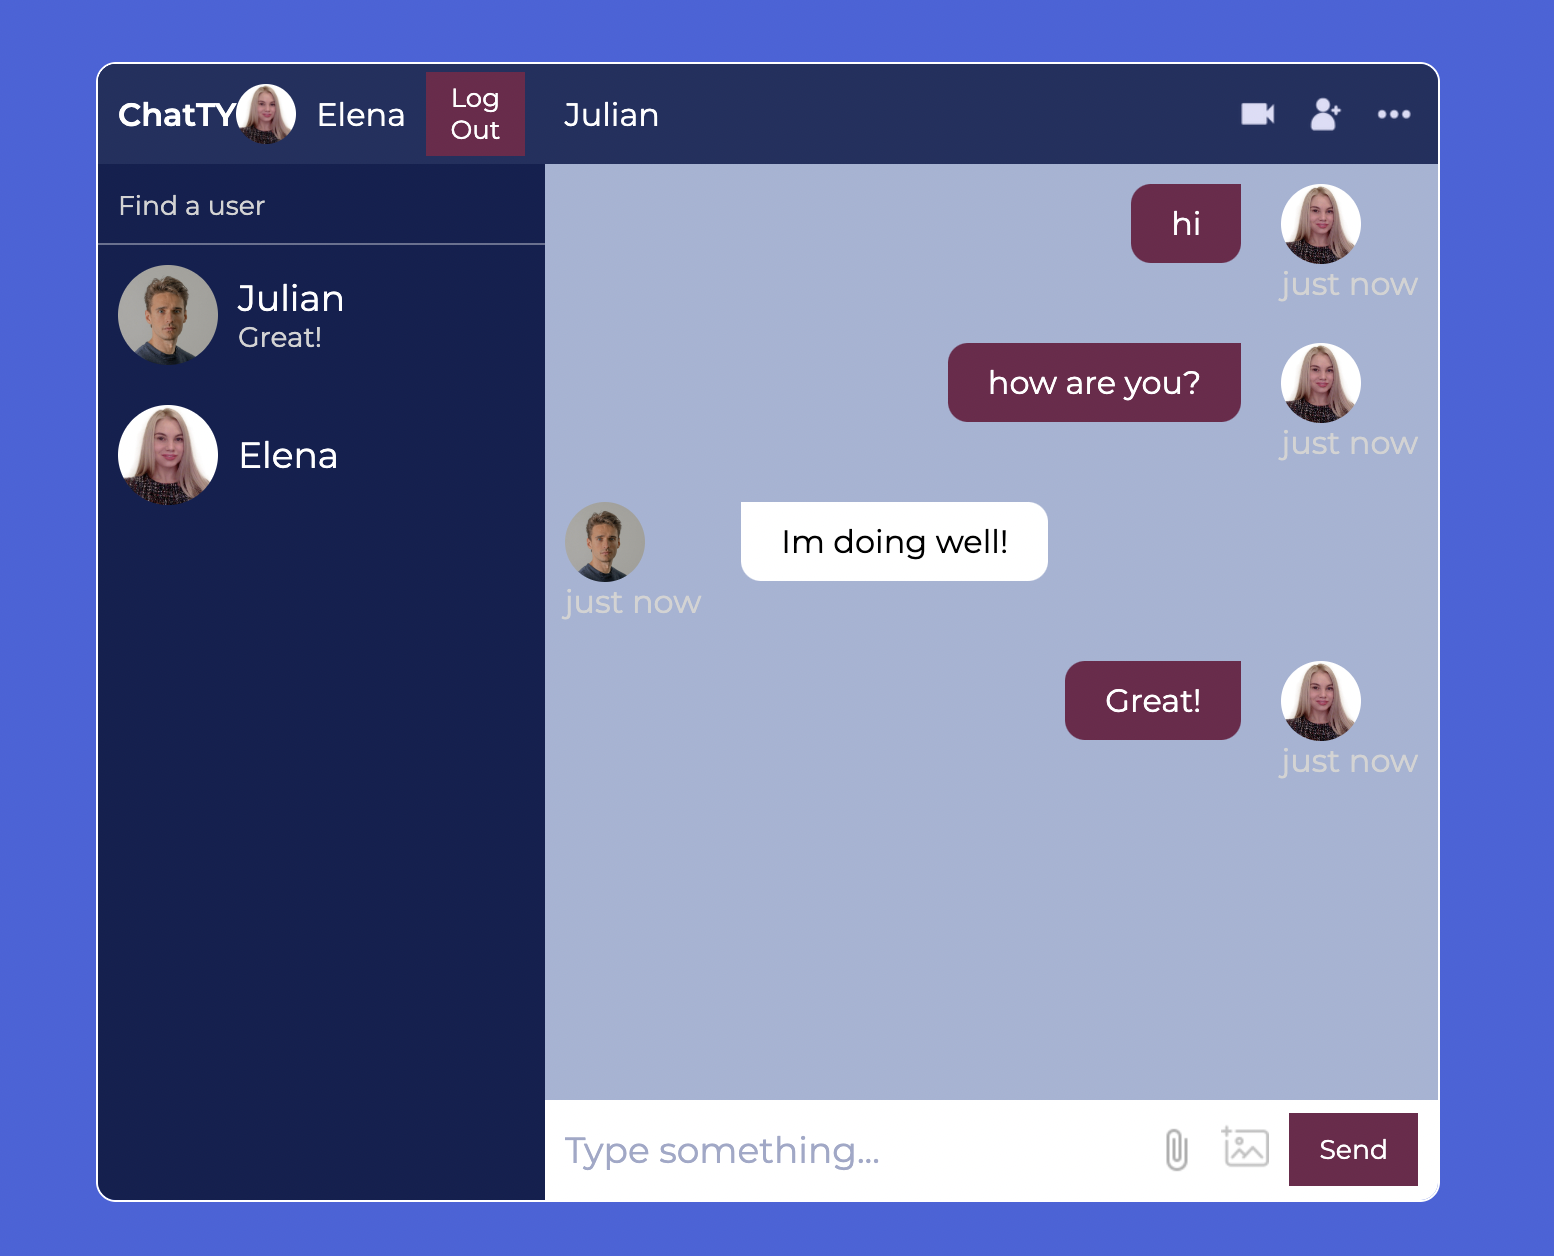 ChatTY Elena Log Out
Julian
Find a user
Julian
Great!
Elena
hi
just now
how are you?
just now
Im doing well!
just now
Great!
just now
Type something...
Send